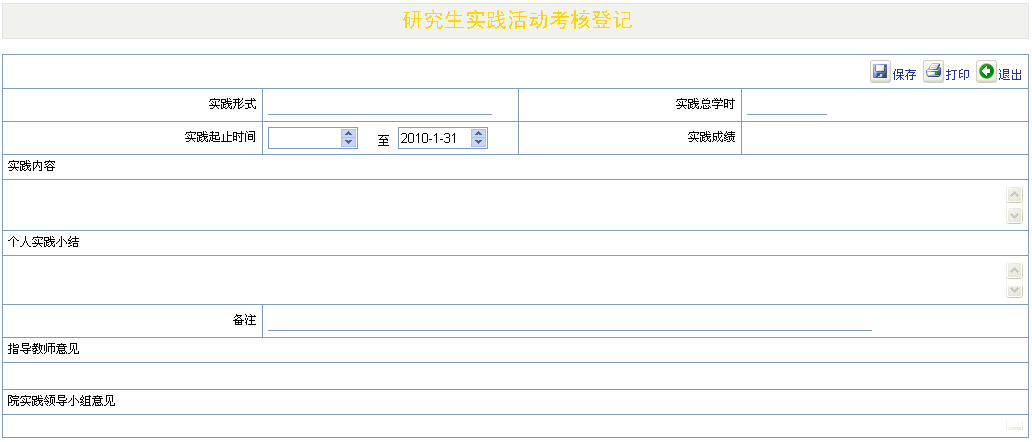 研究生实践活动考核登记
保存 打印 退出
实践形式 实践总学时
实践起止时间 至 2010-1-31 实践成绩
实践内容
个人实践小结
备注
指导教师意见
院实践领导小组意见